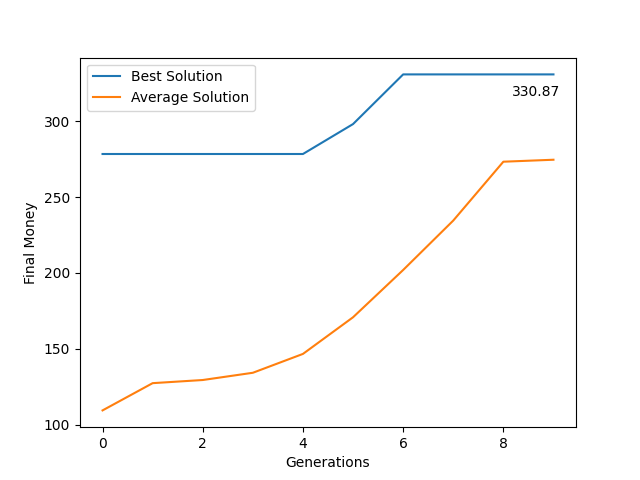 Best Solution
Average Solution
330.87
300
250
200
150
100
Final Money
0 2 4 6 8
Generations